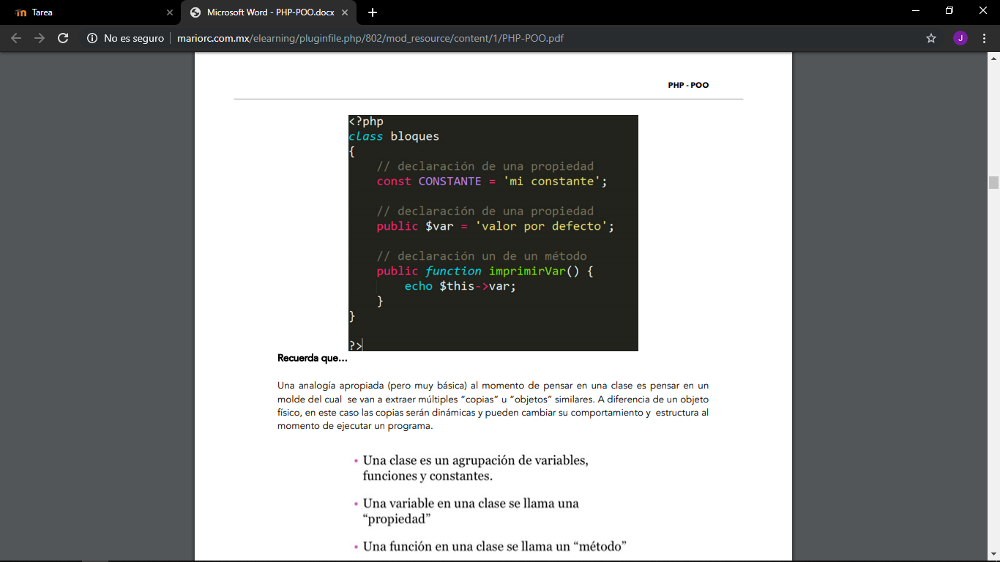 Tarea
Microsoft Word - PHP-POO.docx
No es seguro
mariorc.com.mx/elearning/pluginfile.php/802/mod_resource/content/1/PHP-POO.pdf
J
PHP - POO
<?php
class bloques
{
    // declaración de una propiedad
    const CONSTANTE = 'mi constante';
    // declaración de una propiedad
    public $var = 'valor por defecto';
    // declaración un de un método
    public function imprimirVar() {
        echo $this->var;
    }
}
?>
Recuerda que...
Una analogía apropiada (pero muy básica) al momento de pensar en una clase es pensar en un
molde del cual se van a extraer múltiples “copias” u “objetos” similares. A diferencia de un objeto
físico, en este caso las copias serán dinámicas y pueden cambiar su comportamiento y estructura al
momento de ejecutar un programa.
• Una clase es un agrupación de variables,
funciones y constantes.
• Una variable en una clase se llama una
“propiedad”
• Una función en una clase se llama un “método”